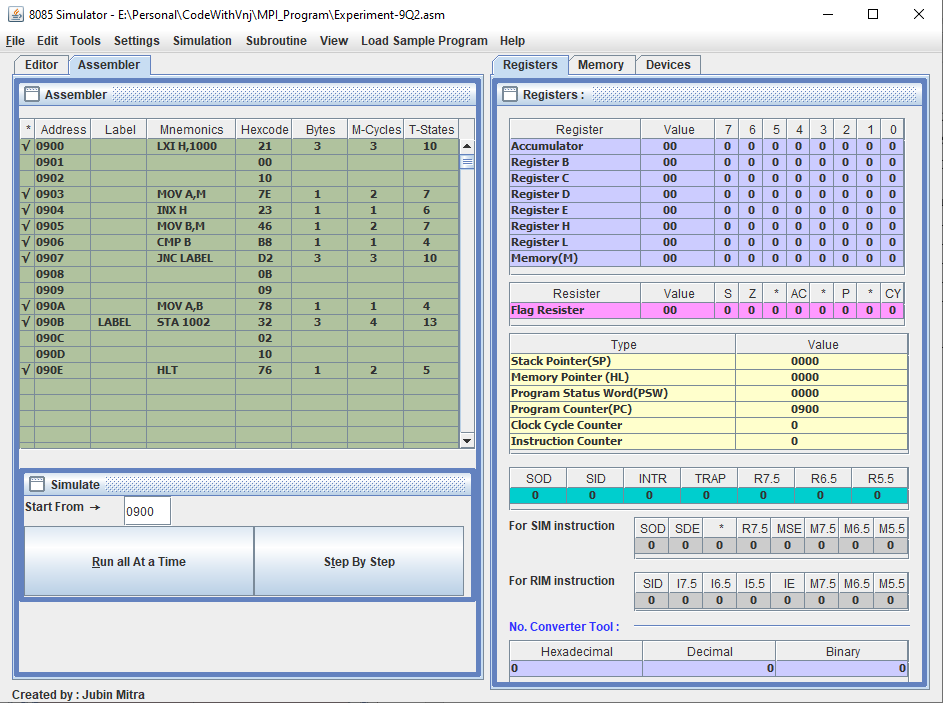 8085 Simulator - E:\Personal\CodeWithVnj\MPI_Program\Experiment-9Q2.asm
File Edit Tools Settings Simulation Subroutine View Load Sample Program Help
Editor Assembler
Assembler
* Address Label Mnemonics Hexcode Bytes M-Cycles T-States
√ 0900 LXI H,1000 21 3 3 10
0901 00
0902 10
√ 0903 MOV A,M 7E 1 2 7
√ 0904 INX H 23 1 1 6
√ 0905 MOV B,M 46 1 2 7
√ 0906 CMP B B8 1 1 4
√ 0907 JNC LABEL D2 3 3 10
0908 0B
0909 09
√ 090A MOV A,B 78 1 1 4
√ 090B LABEL STA 1002 32 3 4 13
090C 02
090D 10
√ 090E HLT 76 1 2 5
Simulate
Start From → 0900
Run all At a Time Step By Step
Created by : Jubin Mitra
Registers Memory Devices
Registers :
Register Value 7 6 5 4 3 2 1 0
Accumulator 00 0 0 0 0 0 0 0 0
Register B 00 0 0 0 0 0 0 0 0
Register C 00 0 0 0 0 0 0 0 0
Register D 00 0 0 0 0 0 0 0 0
Register E 00 0 0 0 0 0 0 0 0
Register H 00 0 0 0 0 0 0 0 0
Register L 00 0 0 0 0 0 0 0 0
Memory(M) 00 0 0 0 0 0 0 0 0
Resister Value S Z * AC * P * CY
Flag Resister 00 0 0 0 0 0 0 0 0
Type Value
Stack Pointer(SP) 0000
Memory Pointer (HL) 0000
Program Status Word(PSW) 0000
Program Counter(PC) 0900
Clock Cycle Counter 0
Instruction Counter 0
SOD SID INTR TRAP R7.5 R6.5 R5.5
0 0 0 0 0 0 0
For SIM instruction SOD SDE * R7.5 MSE M7.5 M6.5 M5.5
0 0 0 0 0 0 0 0
For RIM instruction SID I7.5 I6.5 I5.5 IE M7.5 M6.5 M5.5
0 0 0 0 0 0 0 0
No. Converter Tool :
Hexadecimal Decimal Binary
0 0 0